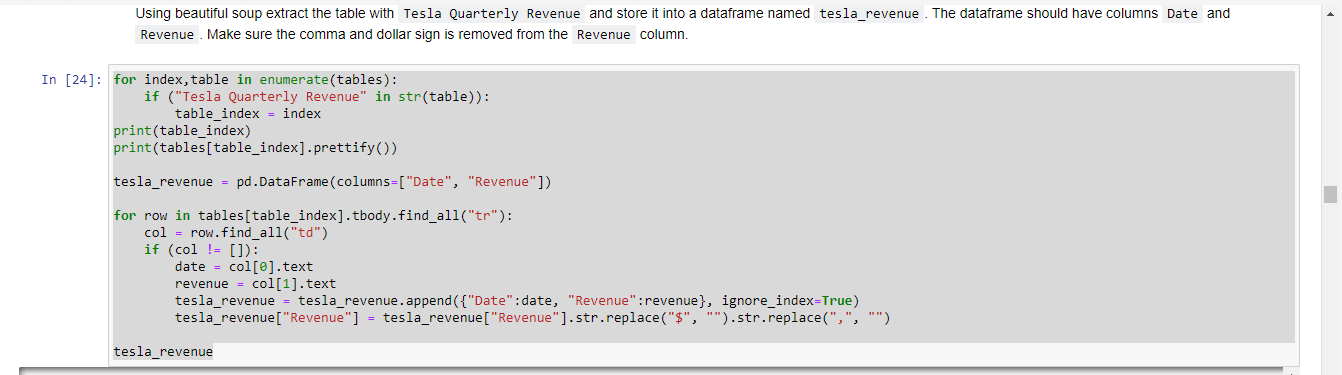 Using beautiful soup extract the table with Tesla Quarterly Revenue and store it into a dataframe named tesla_revenue . The dataframe should have columns Date and
Revenue . Make sure the comma and dollar sign is removed from the Revenue column.
In [24]: for index,table in enumerate(tables):
    if ("Tesla Quarterly Revenue" in str(table)):
        table_index = index
print(table_index)
print(tables[table_index].prettify())
tesla_revenue = pd.DataFrame(columns=["Date", "Revenue"])
for row in tables[table_index].tbody.find_all("tr"):
    col = row.find_all("td")
    if (col != []):
        date = col[0].text
        revenue = col[1].text
        tesla_revenue = tesla_revenue.append({"Date":date, "Revenue":revenue}, ignore_index=True)
        tesla_revenue["Revenue"] = tesla_revenue["Revenue"].str.replace("$", "").str.replace(",", "")
tesla_revenue